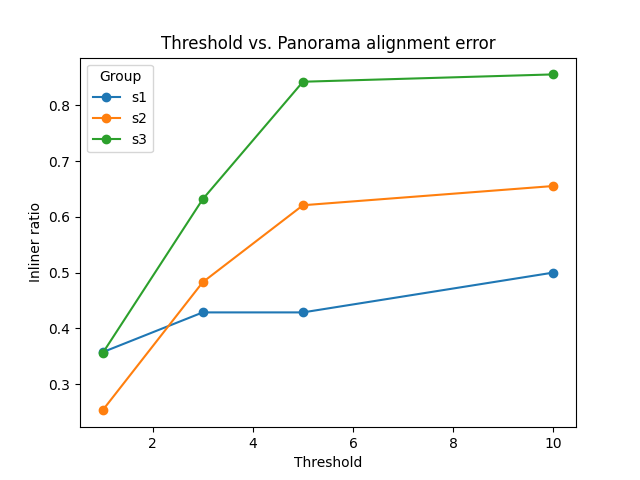 Threshold vs. Panorama alignment error
Group
s1
s2
s3
Inliner ratio
0.8
0.7
0.6
0.5
0.4
0.3
2 4 6 8 10
Threshold